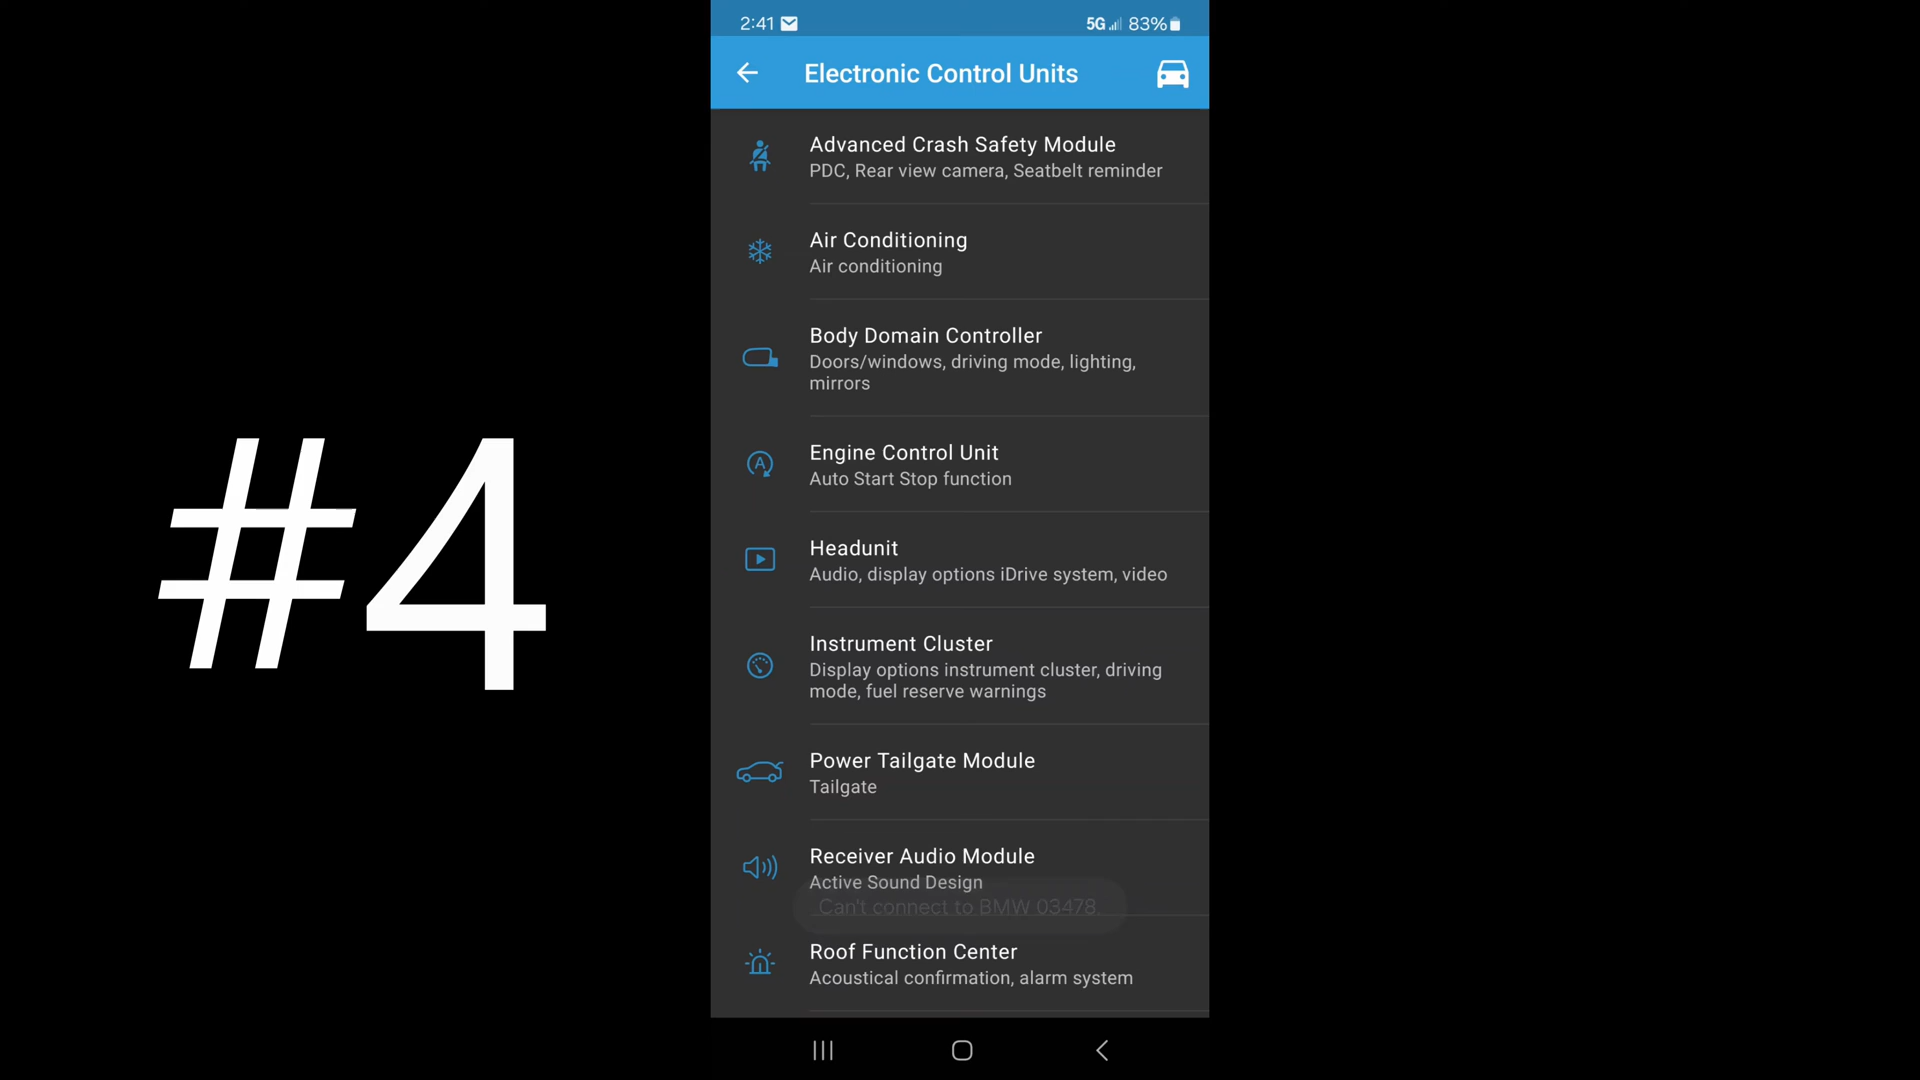 2:41
5G 83%
Electronic Control Units
Advanced Crash Safety Module
PDC, Rear view camera, Seatbelt reminder
Air Conditioning
Air conditioning
Body Domain Controller
Doors/windows, driving mode, lighting,
mirrors
Engine Control Unit
A
Auto Start Stop function
#4
Headunit
Audio, display options iDrive system, video
Instrument Cluster
Display options instrument cluster, driving
mode, fuel reserve warnings
Power Tailgate Module
Tailgate
Receiver Audio Module
Active Sound Design
Can't connect to BMW 03478.
Roof Function Center
Acoustical confirmation, alarm system